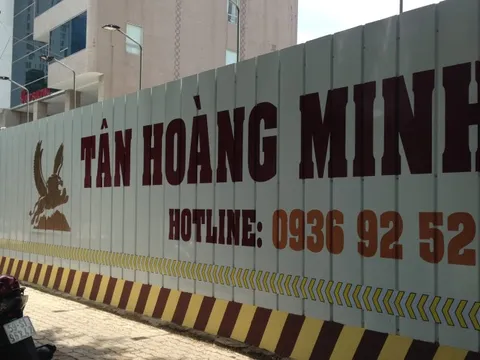 TÂN HOÀNG MINH
HOTLINE: 0936 92 52